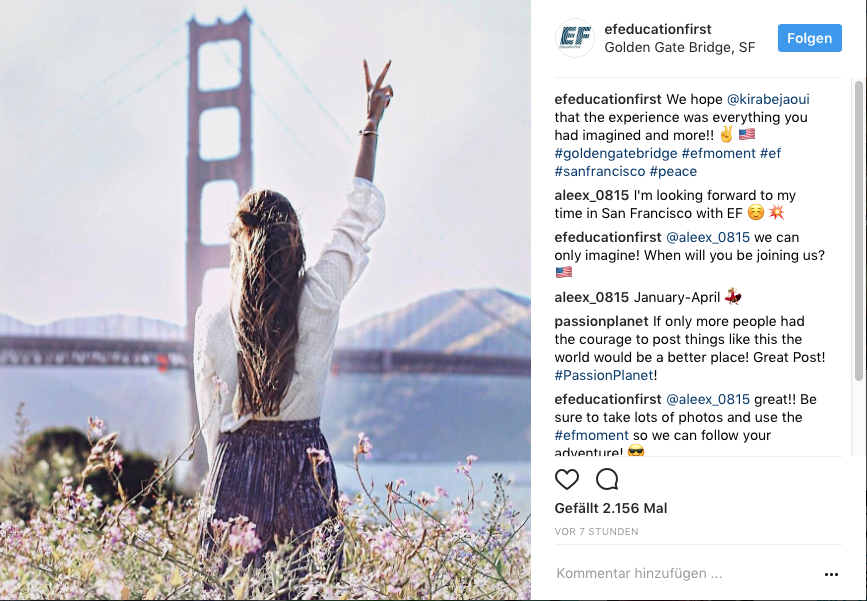 EF
efeducationfirst
Golden Gate Bridge, SF
Folgen
efeducationfirst We hope @kirabejaoui
that the experience was everything you
had imagined and more!! ✌️ 🇺🇸
#goldengatebridge #efmoment #ef
#sanfrancisco #peace
aleex_0815 I'm looking forward to my
time in San Francisco with EF ☺️ 💥
efeducationfirst @aleex_0815 we can
only imagine! When will you be joining us?
🇺🇸
aleex_0815 January-April 💃
passionplanet If only more people had
the courage to post things like this the
world would be a better place! Great Post!
#PassionPlanet!
efeducationfirst @aleex_0815 great!! Be
sure to take lots of photos and use the
#efmoment so we can follow your
adventure! 😎
Gefällt 2.156 Mal
VOR 7 STUNDEN
Kommentar hinzufügen ...